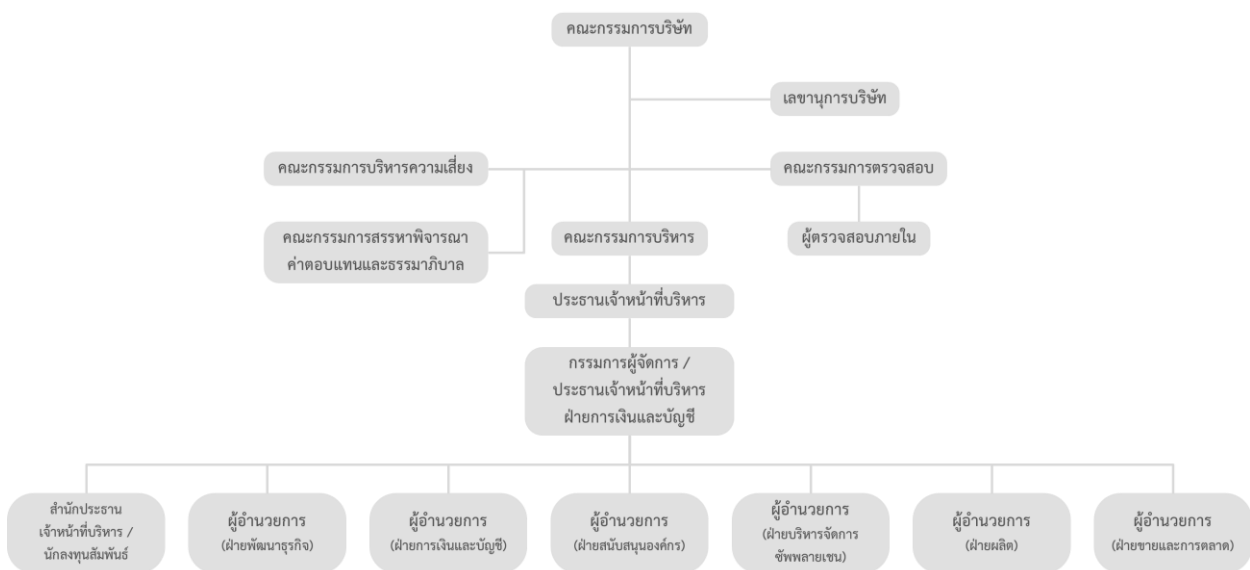 คณะกรรมการบริษัท
เลขานุการบริษัท
คณะกรรมการบริหารความเสี่ยง
คณะกรรมการตรวจสอบ
คณะกรรมการสรรหาพิจารณา
ค่าตอบแทนและธรรมาภิบาล
คณะกรรมการบริหาร
ผู้ตรวจสอบภายใน
ประธานเจ้าหน้าที่บริหาร
กรรมการผู้จัดการ /
ประธานเจ้าหน้าที่บริหาร
ฝ่ายการเงินและบัญชี
สำนักประธาน
เจ้าหน้าที่บริหาร /
นักลงทุนสัมพันธ์
ผู้อำนวยการ
(ฝ่ายพัฒนาธุรกิจ)
ผู้อำนวยการ
(ฝ่ายการเงินและบัญชี)
ผู้อำนวยการ
(ฝ่ายสนับสนุนองค์กร)
ผู้อำนวยการ
(ฝ่ายบริหารจัดการ
ซัพพลายเชน)
ผู้อำนวยการ
(ฝ่ายผลิต)
ผู้อำนวยการ
(ฝ่ายขายและการตลาด)